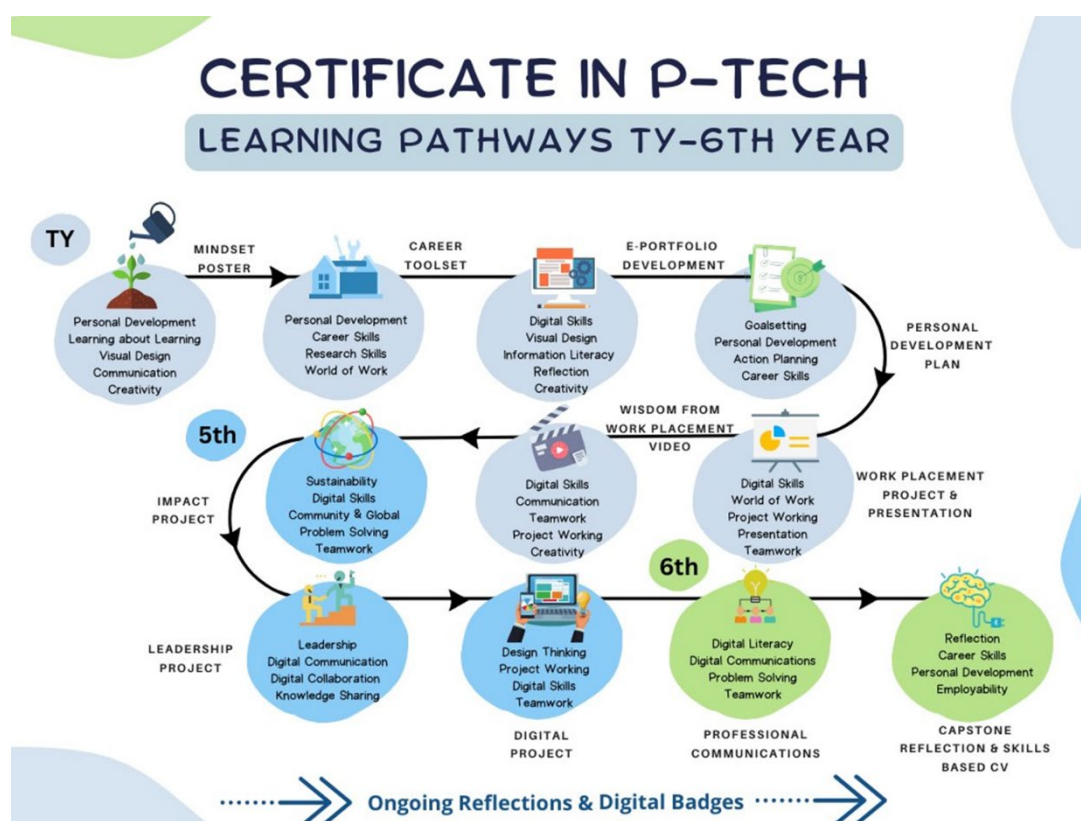 CERTIFICATE IN P-TECH
LEARNING PATHWAYS TY-6TH YEAR
TY
MINDSET
POSTER
CAREER
TOOLSET
E-PORTFOLIO
DEVELOPMENT
Personal Development
Learning about Learning
Visual Design
Communication
Creativity
Personal Development
Career Skills
Research Skills
World of Work
Digital Skills
Visual Design
Information Literacy
Reflection
Creativity
Goalsetting
Personal Development
Action Planning
Career Skills
PERSONAL
DEVELOPMENT
PLAN
5th
WISDOM FROM
WORK PLACEMENT
VIDEO
IMPACT
PROJECT
Sustainability
Digital Skills
Community & Global
Problem Solving
Teamwork
Digital Skills
Communication
Teamwork
Project Working
Creativity
Digital Skills
World of Work
Project Working
Presentation
Teamwork
WORK PLACEMENT
PROJECT &
PRESENTATION
6th
LEADERSHIP
PROJECT
Leadership
Digital Communication
Digital Collaboration
Knowledge Sharing
Design Thinking
Project Working
Digital Skills
Teamwork
Digital Literacy
Digital Communications
Problem Solving
Teamwork
Reflection
Career Skills
Personal Development
Employability
DIGITAL
PROJECT
PROFESSIONAL
COMMUNICATIONS
CAPSTONE
REFLECTION & SKILLS
BASED CV
Ongoing Reflections & Digital Badges